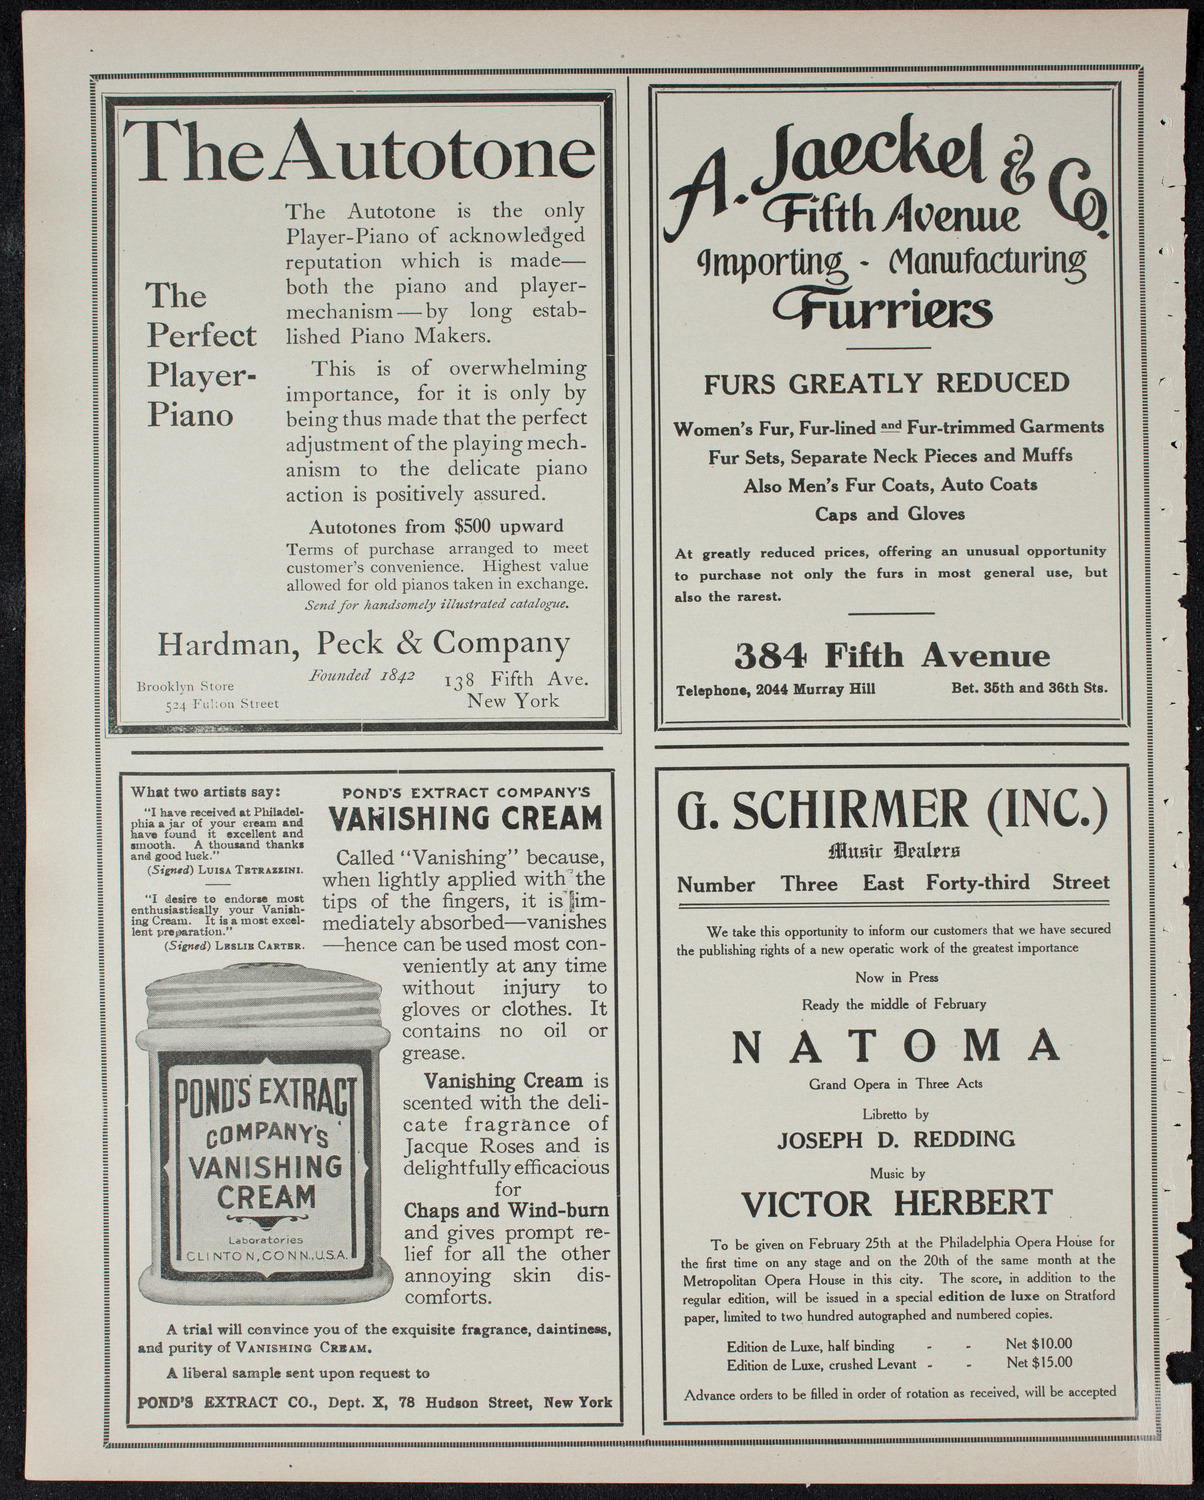 The Autotone
The
Perfect
Player-
Piano
The Autotone is the only
Player-Piano of acknowledged
reputation which is made—
both the piano and player-
mechanism—by long estab-
lished Piano Makers.
This is of overwhelming
importance, for it is only by
being thus made that the perfect
adjustment of the playing mech-
anism to the delicate piano
action is positively assured.
Autotones from $500 upward
Terms of purchase arranged to meet
customer's convenience. Highest value
allowed for old pianos taken in exchange.
Send for handsomely illustrated catalogue.
Hardman, Peck & Company
Founded 1842
Brooklyn Store
524 Fulton Street
138 Fifth Ave.
New York
A. Jaeckel & Co.
Fifth Avenue
Importing - Manufacturing
Furriers
FURS GREATLY REDUCED
Women's Fur, Fur-lined and Fur-trimmed Garments
Fur Sets, Separate Neck Pieces and Muffs
Also Men's Fur Coats, Auto Coats
Caps and Gloves
At greatly reduced prices, offering an unusual opportunity
to purchase not only the furs in most general use, but
also the rarest.
384 Fifth Avenue
Telephone, 2044 Murray Hill Bet. 35th and 36th Sts.
What two artists say:
"I have received at Philadel-
phia a jar of your cream and
have found it excellent and
smooth. A thousand thanks
and good luck."
(Signed) LUISA TETRAZZINI.
"I desire to endorse most
enthusiastically your Vanish-
ing Cream. It is a most excel-
lent preparation."
(Signed) LESLIE CARTER.
POND'S EXTRACT COMPANY'S
VANISHING CREAM
Called "Vanishing" because,
when lightly applied with the
tips of the fingers, it is im-
mediately absorbed—vanishes
—hence can be used most con-
veniently at any time
without injury to
gloves or clothes. It
contains no oil or
grease.
Vanishing Cream is
scented with the deli-
cate fragrance of
Jacque Roses and is
delightfully efficacious
for
Chaps and Wind-burn
and gives prompt re-
lief for all the other
annoying skin dis-
comforts.
POND'S EXTRACT
COMPANY'S
VANISHING
CREAM
Laboratories
CLINTON, CONN., U.S.A.
A trial will convince you of the exquisite fragrance, daintiness,
and purity of VANISHING CREAM.
A liberal sample sent upon request to
POND'S EXTRACT CO., Dept. X, 78 Hudson Street, New York
G. SCHIRMER (INC.)
Music Dealers
Number Three East Forty-third Street
We take this opportunity to inform our customers that we have secured
the publishing rights of a new operatic work of the greatest importance
Now in Press
Ready the middle of February
NATOMA
Grand Opera in Three Acts
Libretto by
JOSEPH D. REDDING
Music by
VICTOR HERBERT
To be given on February 25th at the Philadelphia Opera House for
the first time on any stage and on the 20th of the same month at the
Metropolitan Opera House in this city. The score, in addition to the
regular edition, will be issued in a special edition de luxe on Stratford
paper, limited to two hundred autographed and numbered copies.
Edition de Luxe, half binding - - Net $10.00
Edition de Luxe, crushed Levant - - Net $15.00
Advance orders to be filled in order of rotation as received, will be accepted